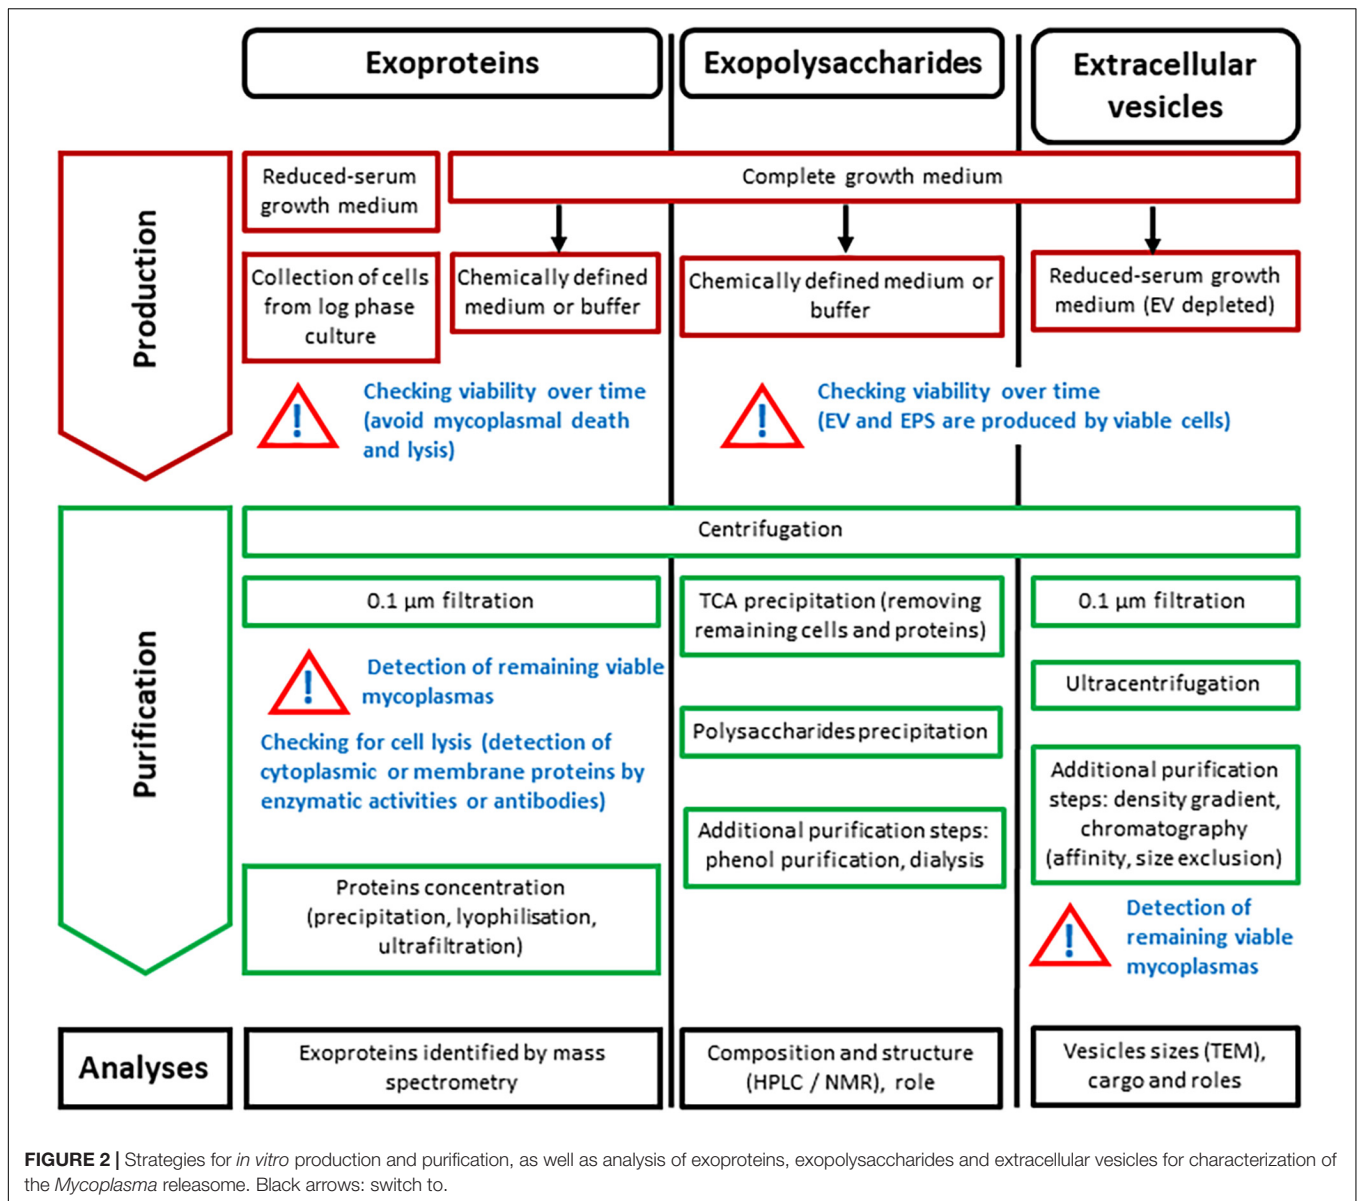 Exoproteins
Exopolysaccharides
Extracellular
vesicles
Production
Reduced-serum
growth medium
Complete growth medium
Collection of cells
from log phase
culture
Chemically defined
medium or buffer
Chemically defined medium or
buffer
Reduced-serum growth
medium (EV depleted)
!
Checking viability over time
(avoid mycoplasmal death
and lysis)
!
Checking viability over time
(EV and EPS are produced by viable cells)
Purification
Centrifugation
0.1 µm filtration
TCA precipitation (removing
remaining cells and proteins)
0.1 µm filtration
!
Detection of remaining viable
mycoplasmas
Checking for cell lysis (detection of
cytoplasmic or membrane proteins by
enzymatic activities or antibodies)
Ultracentrifugation
Polysaccharides precipitation
Additional purification
steps: density gradient,
chromatography
(affinity, size exclusion)
Additional purification steps:
phenol purification, dialysis
Proteins concentration
(precipitation, lyophilisation,
ultrafiltration)
!
Detection of
remaining viable
mycoplasmas
Analyses
Exoproteins identified by mass
spectrometry
Composition and structure
(HPLC / NMR), role
Vesicles sizes (TEM),
cargo and roles
FIGURE 2 | Strategies for in vitro production and purification, as well as analysis of exoproteins, exopolysaccharides and extracellular vesicles for characterization of
the Mycoplasma releasome. Black arrows: switch to.